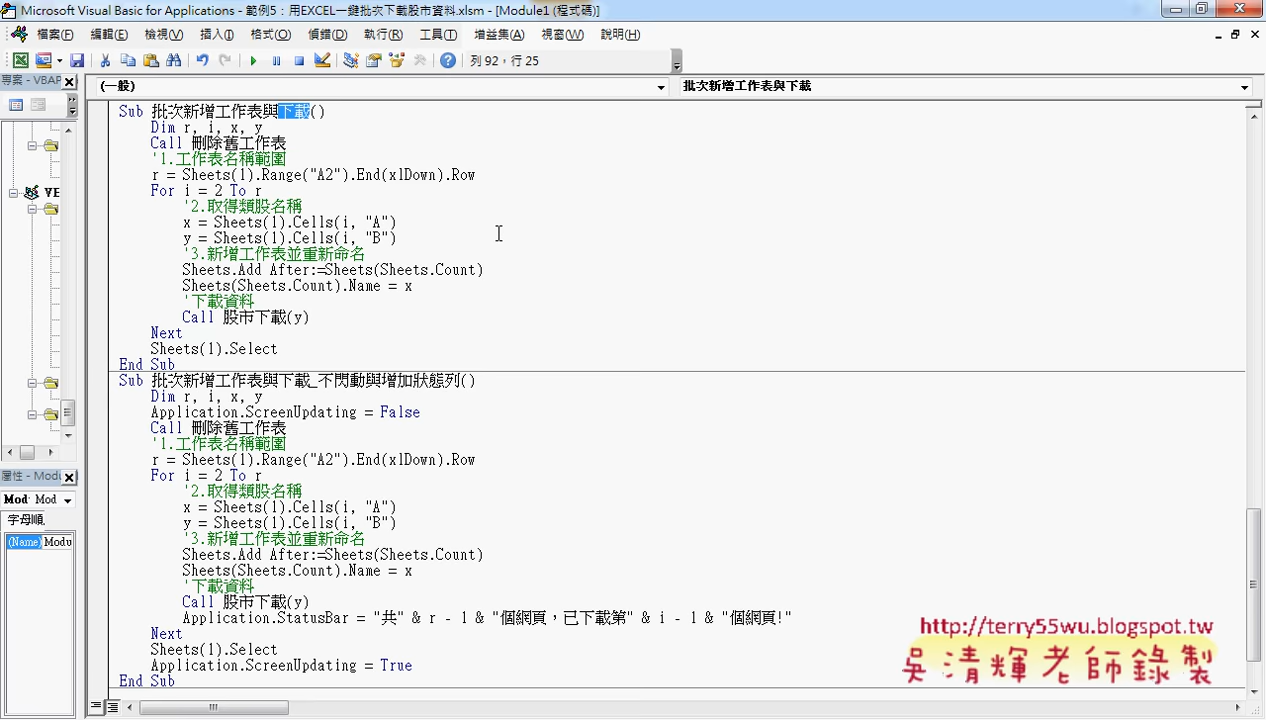 Microsoft Visual Basic for Applications - 範例5：用EXCEL一鍵批次下載股市資料.xlsm - [Module1 (程式碼)]
檔案(F) 編輯(E) 檢視(V) 插入(I) 格式(O) 偵錯(D) 執行(R) 工具(T) 增益集(A) 視窗(W) 說明(H)
列 92，行 25
專案 - VBAP
(一般)
批次新增工作表與下載
Sub 批次新增工作表與下載()
Dim r, i, x, y
Call 刪除舊工作表
'1.工作表名稱範圍
r = Sheets(1).Range("A2").End(xlDown).Row
For i = 2 To r
'2.取得類股名稱
x = Sheets(1).Cells(i, "A")
y = Sheets(1).Cells(i, "B")
'3.新增工作表並重新命名
Sheets.Add After:=Sheets(Sheets.Count)
Sheets(Sheets.Count).Name = x
'下載資料
Call 股市下載(y)
Next
Sheets(1).Select
End Sub
Sub 批次新增工作表與下載_不閃動與增加狀態列()
Dim r, i, x, y
Application.ScreenUpdating = False
Call 刪除舊工作表
'1.工作表名稱範圍
r = Sheets(1).Range("A2").End(xlDown).Row
For i = 2 To r
'2.取得類股名稱
x = Sheets(1).Cells(i, "A")
y = Sheets(1).Cells(i, "B")
'3.新增工作表並重新命名
Sheets.Add After:=Sheets(Sheets.Count)
Sheets(Sheets.Count).Name = x
'下載資料
Call 股市下載(y)
Application.StatusBar = "共" & r - 1 & "個網頁，已下載第" & i - 1 & "個網頁!"
Next
Sheets(1).Select
Application.ScreenUpdating = True
End Sub
VE
屬性 - Modu
Mod Mod
字母順
(Name) Modu
http://terry55wu.blogspot.tw
吳清輝老師錄製